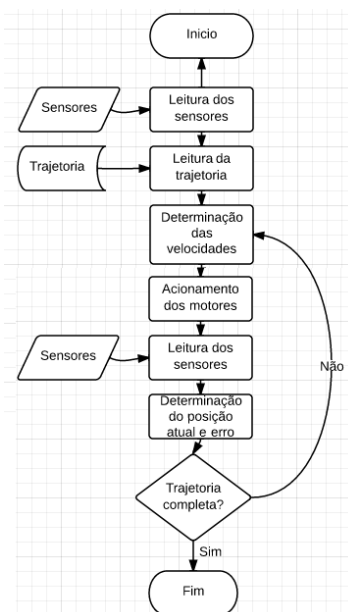 Inicio
Sensores
Leitura dos
sensores
Trajetoria
Leitura da
trajetoria
Determinação
das
velocidades
Acionamento
dos motores
Sensores
Leitura dos
sensores
Não
Determinação
do posição
atual e erro
Trajetoria
completa?
Sim
Fim